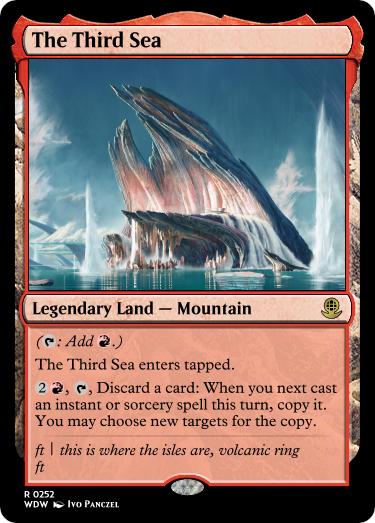 The Third Sea
Legendary Land — Mountain
(T: Add R.)
The Third Sea enters tapped.
2 R, T, Discard a card: When you next cast
an instant or sorcery spell this turn, copy it.
You may choose new targets for the copy.
ft | this is where the isles are, volcanic ring
ft
R 0252
WDW Ivo Panczel